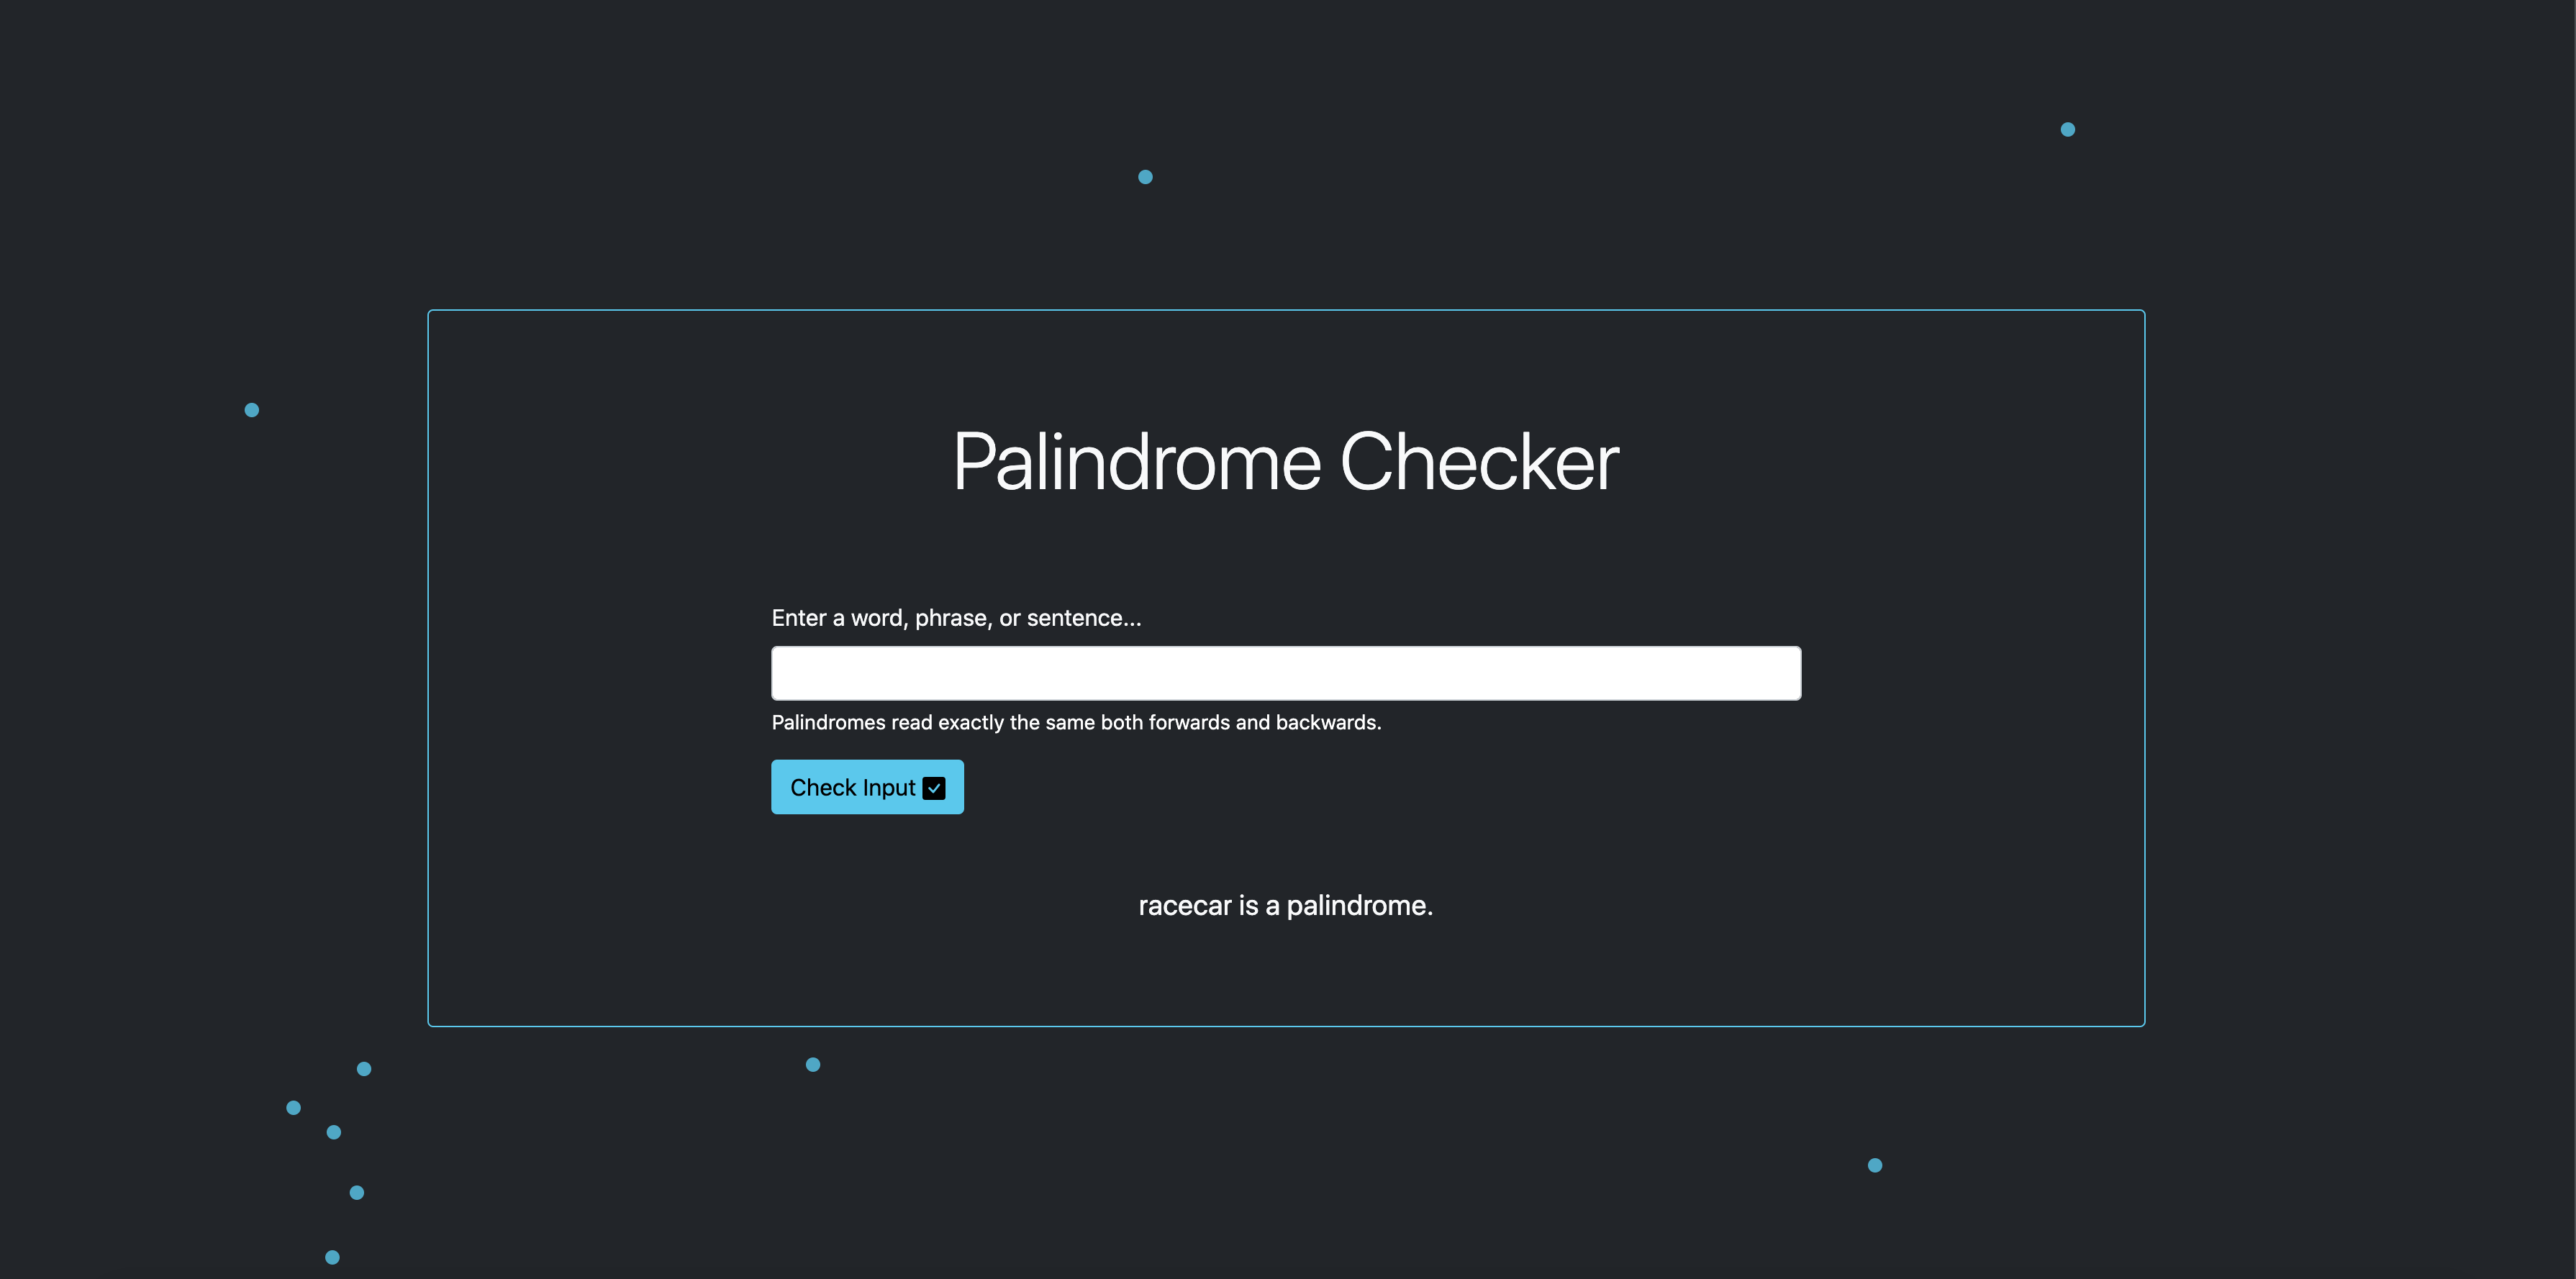 Palindrome Checker
Enter a word, phrase, or sentence...
Palindromes read exactly the same both forwards and backwards.
Check Input
racecar is a palindrome.